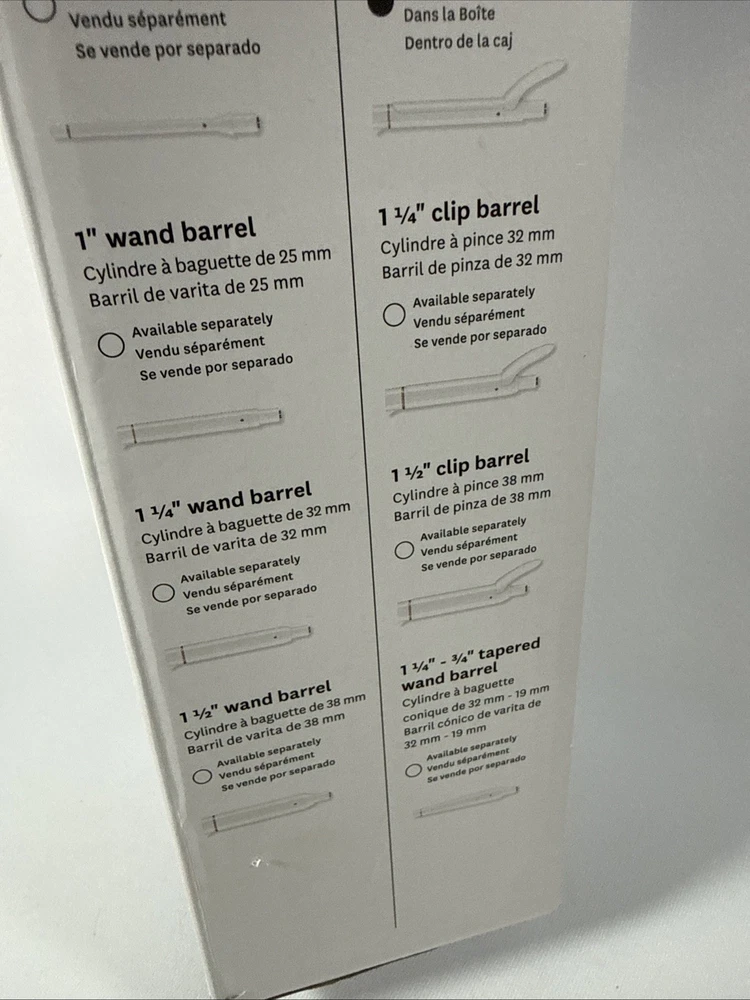 Vendu séparément
Se vende por separado
1" wand barrel
Cylindre à baguette de 25 mm
Barril de varita de 25 mm
Available separately
Vendu séparément
Se vende por separado
1 ¼" wand barrel
Cylindre à baguette de 32 mm
Barril de varita de 32 mm
Available separately
Vendu séparément
Se vende por separado
1 ½" wand barrel
Cylindre à baguette de 38 mm
Barril de varita de 38 mm
Available separately
Vendu séparément
Se vende por separado
Dans la Boîte
Dentro de la caj
1 ¼" clip barrel
Cylindre à pince 32 mm
Barril de pinza de 32 mm
Available separately
Vendu séparément
Se vende por separado
1 ½" clip barrel
Cylindre à pince 38 mm
Barril de pinza de 38 mm
Available separately
Vendu séparément
Se vende por separado
1 ¼" - ¾" tapered
wand barrel
Cylindre à baguette
conique de 32 mm - 19 mm
Barril cónico de varita de
32 mm - 19 mm
Available separately
Vendu séparément
Se vende por separado